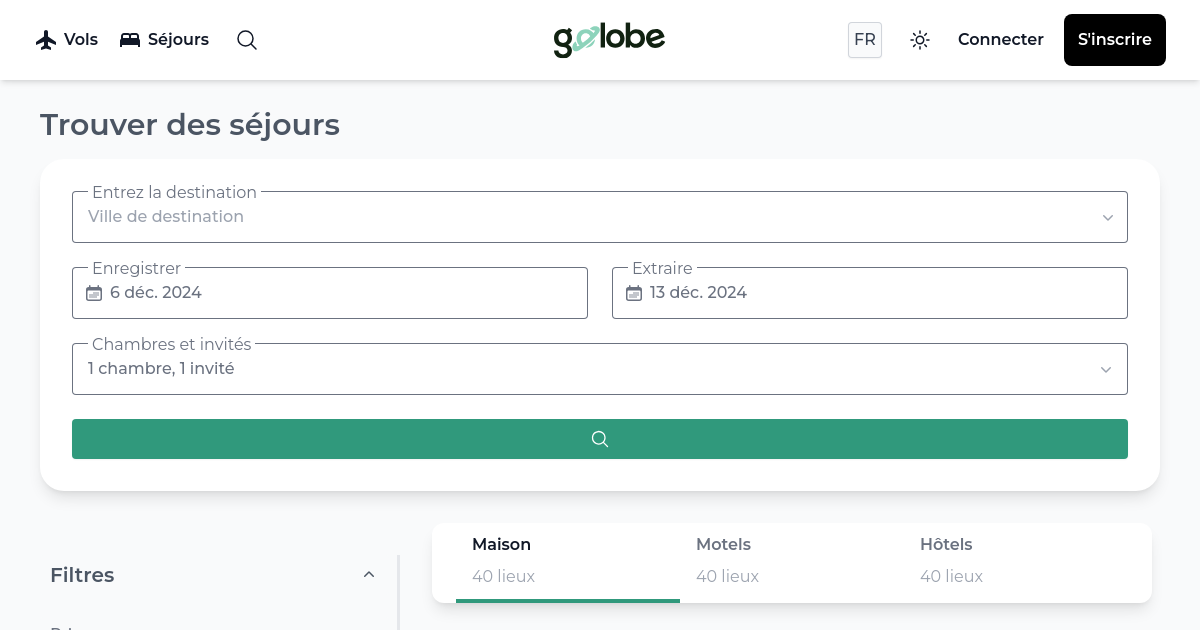 Vols
Séjours
golobe
FR
Connecter
S'inscrire
Trouver des séjours
Entrez la destination
Ville de destination
Enregistrer
6 déc. 2024
Extraire
13 déc. 2024
Chambres et invités
1 chambre, 1 invité
Filtres
Maison
40 lieux
Motels
40 lieux
Hôtels
40 lieux